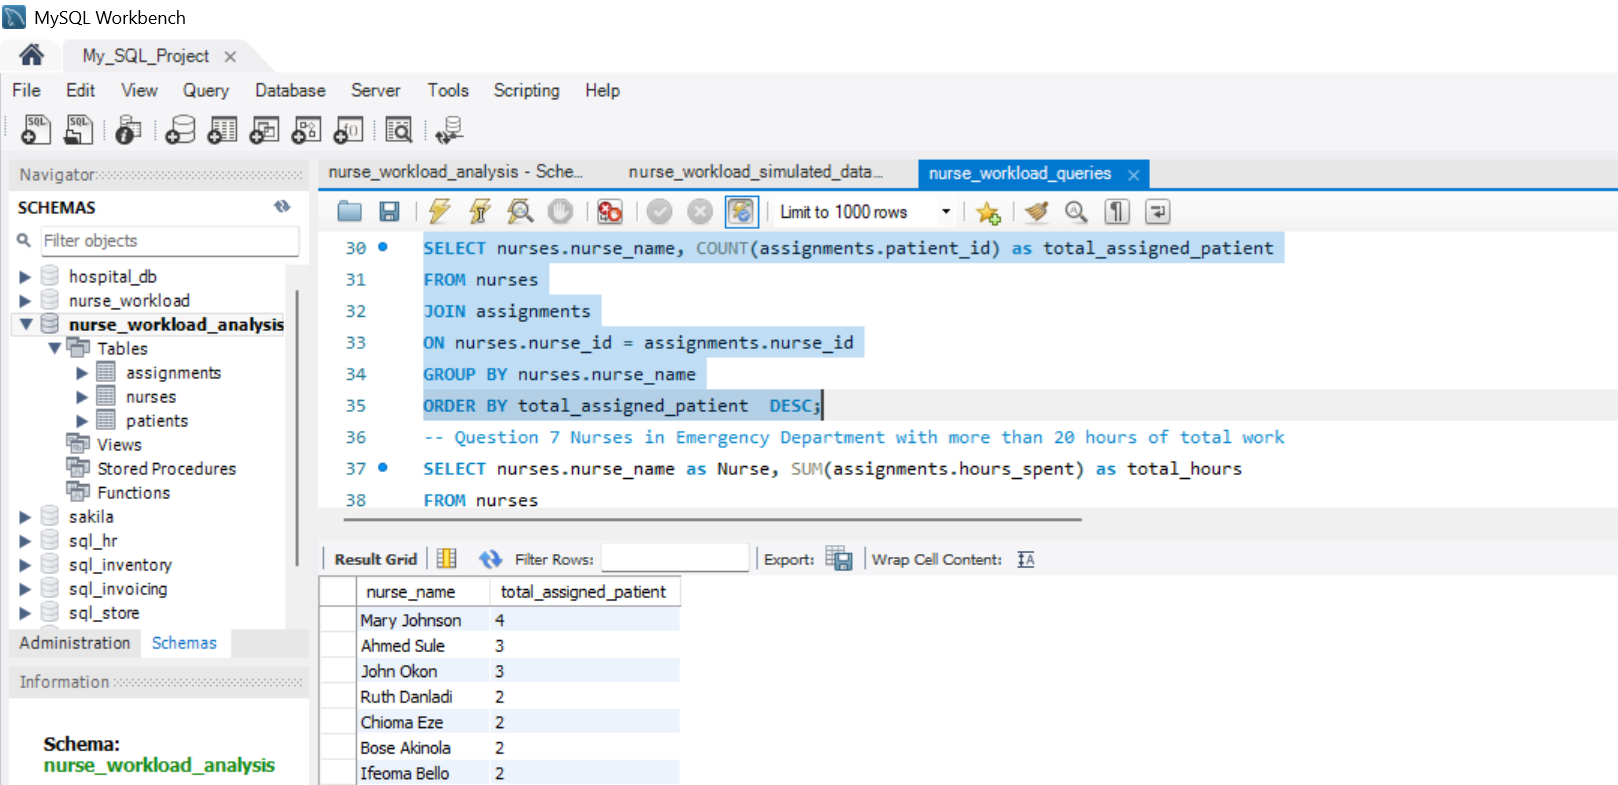 MySQL Workbench
My_SQL_Project
File Edit View Query Database Server Tools Scripting Help
Navigator
SCHEMAS
Filter objects
hospital_db
nurse_workload
nurse_workload_analysis
Tables
assignments
nurses
patients
Views
Stored Procedures
Functions
sakila
sql_hr
sql_inventory
sql_invoicing
sql_store
Administration Schemas
Information
Schema:
nurse_workload_analysis
nurse_workload_analysis - Sche... nurse_workload_simulated_data... nurse_workload_queries
Limit to 1000 rows
30 SELECT nurses.nurse_name, COUNT(assignments.patient_id) as total_assigned_patient
31 FROM nurses
32 JOIN assignments
33 ON nurses.nurse_id = assignments.nurse_id
34 GROUP BY nurses.nurse_name
35 ORDER BY total_assigned_patient  DESC;
36 -- Question 7 Nurses in Emergency Department with more than 20 hours of total work
37 SELECT nurses.nurse_name as Nurse, SUM(assignments.hours_spent) as total_hours
38 FROM nurses
Result Grid Filter Rows: Export: Wrap Cell Content:
nurse_name total_assigned_patient
Mary Johnson 4
Ahmed Sule 3
John Okon 3
Ruth Danladi 2
Chioma Eze 2
Bose Akinola 2
Ifeoma Bello 2